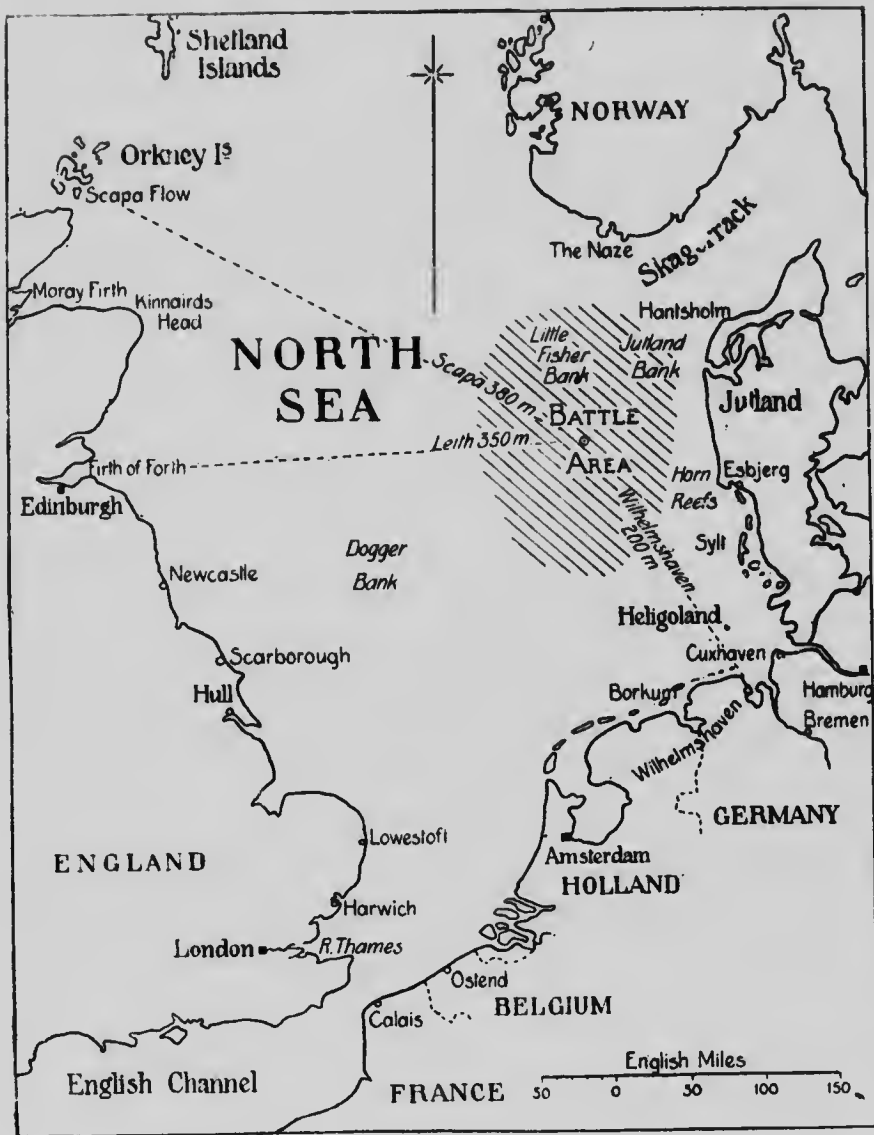 Shetland
Islands
NORWAY
Orkney Is
Scapa Flow
The Naze
Moray Firth
Kinnairds
Head
Hantsholm
NORTH
SEA
Little
Fisher
Bank
Jutland
Bank
Scapa 380 m
Jutland
BATTLE
AREA
Leith 350 m
Firth of Forth
Edinburgh
Horn
Reefs
Esbjerg
Wilhelmshaven
200 m
Sylt
Dogger
Bank
Newcastle
Heligoland
Scarborough
Cuxhaven
Hull
Borkum
Hamburg
Bremen
Wilhelmshaven
GERMANY
Lowestoft
ENGLAND
Amsterdam
HOLLAND
Harwich
London
R. Thames
Ostend
BELGIUM
Calais
English Channel
FRANCE
English Miles
50 0 50 100 150